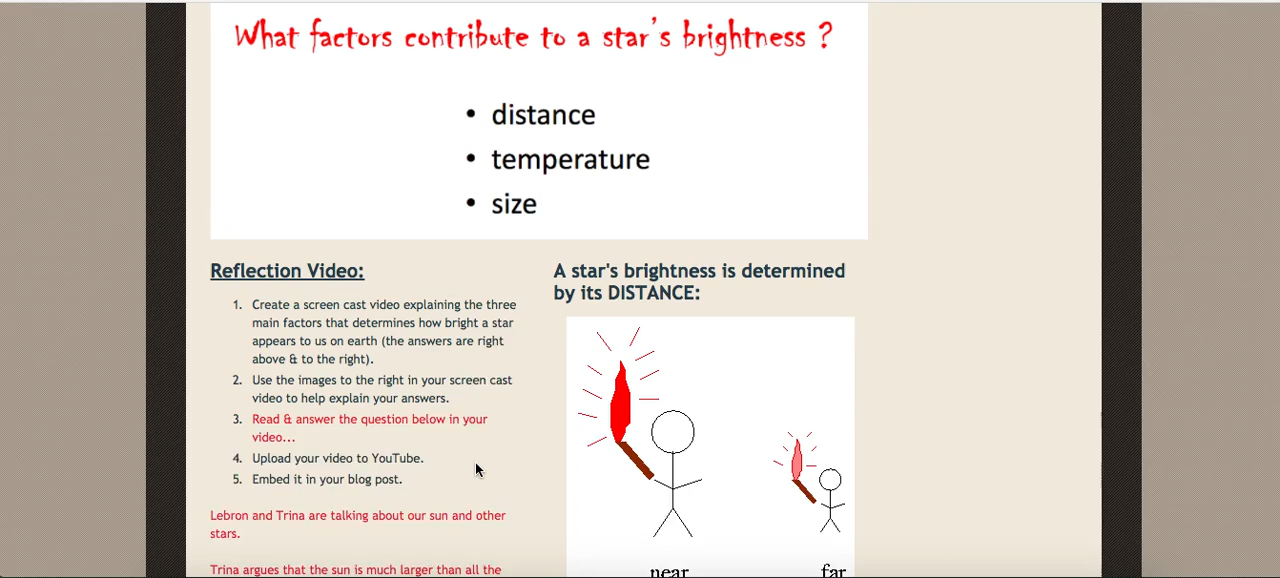 What factors contribute to a star's brightness ?
• distance
• temperature
• size
Reflection Video:
1. Create a screen cast video explaining the three
main factors that determines how bright a star
appears to us on earth (the answers are right
above & to the right).
2. Use the images to the right in your screen cast
video to help explain your answers.
3. Read & answer the question below in your
video...
4. Upload your video to YouTube.
5. Embed it in your blog post.
Lebron and Trina are talking about our sun and other
stars.
Trina argues that the sun is much larger than all the
A star's brightness is determined
by its DISTANCE:
near far